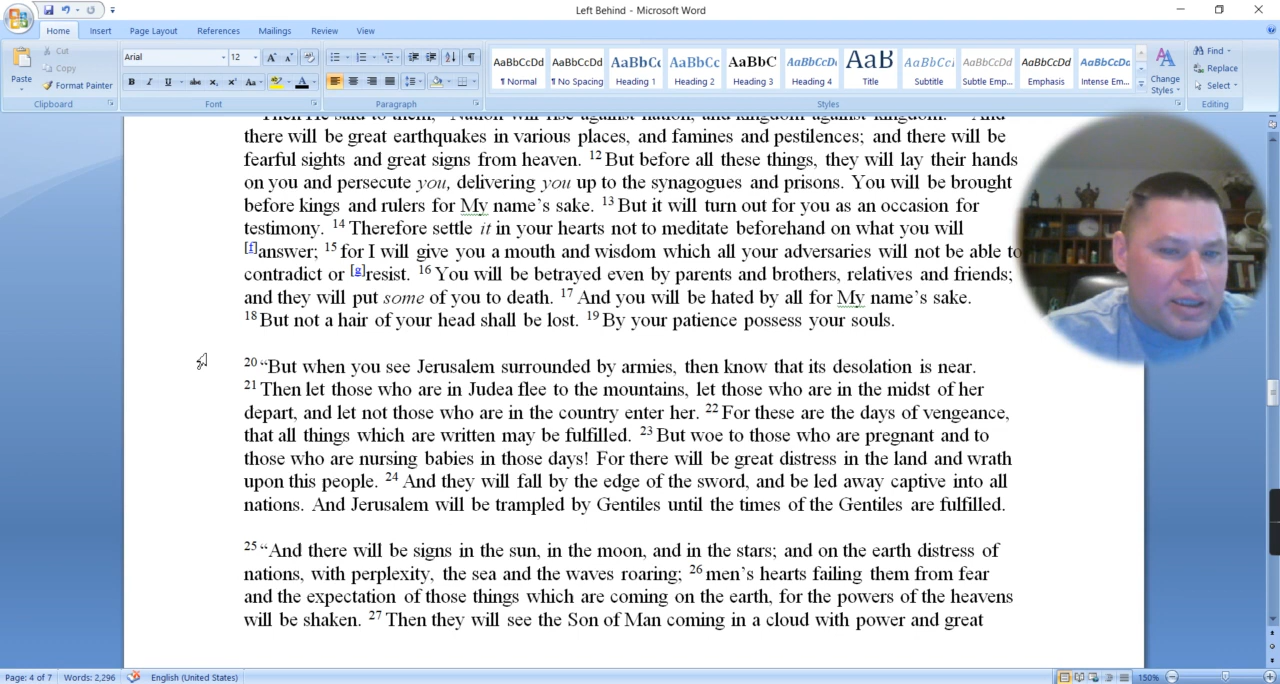 Left Behind - Microsoft Word
Home Insert Page Layout References Mailings Review View
Paste
Cut
Copy
Format Painter
Clipboard
Arial 12
Font
Paragraph
AaBbCcDd AaBbCcDd AaBbCc AaBbCc AaBbC AaBbCcDc AaB AaBbCcl AaBbCcDd AaBbCcDd AaBbCcDd
¶ Normal ¶ No Spacing Heading 1 Heading 2 Heading 3 Heading 4 Title Subtitle Subtle Emp... Emphasis Intense Em...
Styles
Change Styles
Find
Replace
Select
Editing
Then He said to them, "Nation will rise against nation, and kingdom against kingdom. And
there will be great earthquakes in various places, and famines and pestilences; and there will be
fearful sights and great signs from heaven. 12 But before all these things, they will lay their hands
on you and persecute you, delivering you up to the synagogues and prisons. You will be brought
before kings and rulers for My name's sake. 13 But it will turn out for you as an occasion for
testimony. 14 Therefore settle it in your hearts not to meditate beforehand on what you will
[f]answer; 15 for I will give you a mouth and wisdom which all your adversaries will not be able to
contradict or [g]resist. 16 You will be betrayed even by parents and brothers, relatives and friends;
and they will put some of you to death. 17 And you will be hated by all for My name's sake.
18 But not a hair of your head shall be lost. 19 By your patience possess your souls.
20 "But when you see Jerusalem surrounded by armies, then know that its desolation is near.
21 Then let those who are in Judea flee to the mountains, let those who are in the midst of her
depart, and let not those who are in the country enter her. 22 For these are the days of vengeance,
that all things which are written may be fulfilled. 23 But woe to those who are pregnant and to
those who are nursing babies in those days! For there will be great distress in the land and wrath
upon this people. 24 And they will fall by the edge of the sword, and be led away captive into all
nations. And Jerusalem will be trampled by Gentiles until the times of the Gentiles are fulfilled.
25 "And there will be signs in the sun, in the moon, and in the stars; and on the earth distress of
nations, with perplexity, the sea and the waves roaring; 26 men's hearts failing them from fear
and the expectation of those things which are coming on the earth, for the powers of the heavens
will be shaken. 27 Then they will see the Son of Man coming in a cloud with power and great
Page: 4 of 7 Words: 2,296 English (United States) 150%